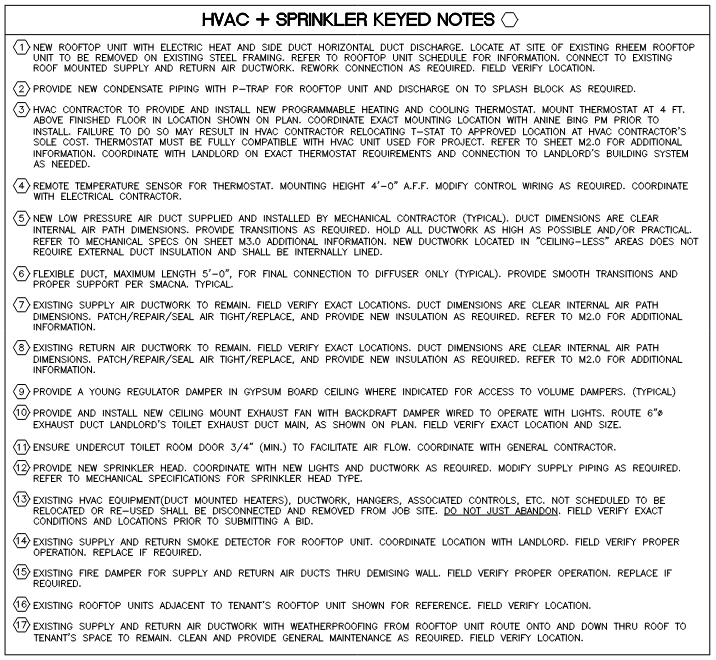 HVAC + SPRINKLER KEYED NOTES
1 NEW ROOFTOP UNIT WITH ELECTRIC HEAT AND SIDE DUCT HORIZONTAL DUCT DISCHARGE. LOCATE AT SITE OF EXISTING RHEEM ROOFTOP
UNIT TO BE REMOVED ON EXISTING STEEL FRAMING. REFER TO ROOFTOP UNIT SCHEDULE FOR INFORMATION. CONNECT TO EXISTING
ROOF MOUNTED SUPPLY AND RETURN AIR DUCTWORK. REWORK CONNECTION AS REQUIRED. FIELD VERIFY LOCATION.
2 PROVIDE NEW CONDENSATE PIPING WITH P-TRAP FOR ROOFTOP UNIT AND DISCHARGE ON TO SPLASH BLOCK AS REQUIRED.
3 HVAC CONTRACTOR TO PROVIDE AND INSTALL NEW PROGRAMMABLE HEATING AND COOLING THERMOSTAT. MOUNT THERMOSTAT AT 4 FT.
ABOVE FINISHED FLOOR IN LOCATION SHOWN ON PLAN. COORDINATE EXACT MOUNTING LOCATION WITH ANINE BING PM PRIOR TO
INSTALL. FAILURE TO DO SO MAY RESULT IN HVAC CONTRACTOR RELOCATING T-STAT TO APPROVED LOCATION AT HVAC CONTRACTOR'S
SOLE COST. THERMOSTAT MUST BE FULLY COMPATIBLE WITH HVAC UNIT USED FOR PROJECT. REFER TO SHEET M2.0 FOR ADDITIONAL
INFORMATION. COORDINATE WITH LANDLORD ON EXACT THERMOSTAT REQUIREMENTS AND CONNECTION TO LANDLORD'S BUILDING SYSTEM
AS NEEDED.
4 REMOTE TEMPERATURE SENSOR FOR THERMOSTAT. MOUNTING HEIGHT 4'-0" A.F.F. MODIFY CONTROL WIRING AS REQUIRED. COORDINATE
WITH ELECTRICAL CONTRACTOR.
5 NEW LOW PRESSURE AIR DUCT SUPPLIED AND INSTALLED BY MECHANICAL CONTRACTOR (TYPICAL). DUCT DIMENSIONS ARE CLEAR
INTERNAL AIR PATH DIMENSIONS. PROVIDE TRANSITIONS AS REQUIRED. HOLD ALL DUCTWORK AS HIGH AS POSSIBLE AND/OR PRACTICAL.
REFER TO MECHANICAL SPECS ON SHEET M3.0 ADDITIONAL INFORMATION. NEW DUCTWORK LOCATED IN "CEILING-LESS" AREAS DOES NOT
REQUIRE EXTERNAL DUCT INSULATION AND SHALL BE INTERNALLY LINED.
6 FLEXIBLE DUCT, MAXIMUM LENGTH 5'-0", FOR FINAL CONNECTION TO DIFFUSER ONLY (TYPICAL). PROVIDE SMOOTH TRANSITIONS AND
PROPER SUPPORT PER SMACNA. TYPICAL.
7 EXISTING SUPPLY AIR DUCTWORK TO REMAIN. FIELD VERIFY EXACT LOCATIONS. DUCT DIMENSIONS ARE CLEAR INTERNAL AIR PATH
DIMENSIONS. PATCH/REPAIR/SEAL AIR TIGHT/REPLACE, AND PROVIDE NEW INSULATION AS REQUIRED. REFER TO M2.0 FOR ADDITIONAL
INFORMATION.
8 EXISTING RETURN AIR DUCTWORK TO REMAIN. FIELD VERIFY EXACT LOCATIONS. DUCT DIMENSIONS ARE CLEAR INTERNAL AIR PATH
DIMENSIONS. PATCH/REPAIR/SEAL AIR TIGHT/REPLACE, AND PROVIDE NEW INSULATION AS REQUIRED. REFER TO M2.0 FOR ADDITIONAL
INFORMATION.
9 PROVIDE A YOUNG REGULATOR DAMPER IN GYPSUM BOARD CEILING WHERE INDICATED FOR ACCESS TO VOLUME DAMPERS. (TYPICAL)
10 PROVIDE AND INSTALL NEW CEILING MOUNT EXHAUST FAN WITH BACKDRAFT DAMPER WIRED TO OPERATE WITH LIGHTS. ROUTE 6"ø
EXHAUST DUCT LANDLORD'S TOILET EXHAUST DUCT MAIN, AS SHOWN ON PLAN. FIELD VERIFY EXACT LOCATION AND SIZE.
11 ENSURE UNDERCUT TOILET ROOM DOOR 3/4" (MIN.) TO FACILITATE AIR FLOW. COORDINATE WITH GENERAL CONTRACTOR.
12 PROVIDE NEW SPRINKLER HEAD. COORDINATE WITH NEW LIGHTS AND DUCTWORK AS REQUIRED. MODIFY SUPPLY PIPING AS REQUIRED.
REFER TO MECHANICAL SPECIFICATIONS FOR SPRINKLER HEAD TYPE.
13 EXISTING HVAC EQUIPMENT(DUCT MOUNTED HEATERS), DUCTWORK, HANGERS, ASSOCIATED CONTROLS, ETC. NOT SCHEDULED TO BE
RELOCATED OR RE-USED SHALL BE DISCONNECTED AND REMOVED FROM JOB SITE. DO NOT JUST ABANDON. FIELD VERIFY EXACT
CONDITIONS AND LOCATIONS PRIOR TO SUBMITTING A BID.
14 EXISTING SUPPLY AND RETURN SMOKE DETECTOR FOR ROOFTOP UNIT. COORDINATE LOCATION WITH LANDLORD. FIELD VERIFY PROPER
OPERATION. REPLACE IF REQUIRED.
15 EXISTING FIRE DAMPER FOR SUPPLY AND RETURN AIR DUCTS THRU DEMISING WALL. FIELD VERIFY PROPER OPERATION. REPLACE IF
REQUIRED.
16 EXISTING ROOFTOP UNITS ADJACENT TO TENANT'S ROOFTOP UNIT SHOWN FOR REFERENCE. FIELD VERIFY LOCATION.
17 EXISTING SUPPLY AND RETURN AIR DUCTWORK WITH WEATHERPROOFING FROM ROOFTOP UNIT ROUTE ONTO AND DOWN THRU ROOF TO
TENANT'S SPACE TO REMAIN. CLEAN AND PROVIDE GENERAL MAINTENANCE AS REQUIRED. FIELD VERIFY LOCATION.